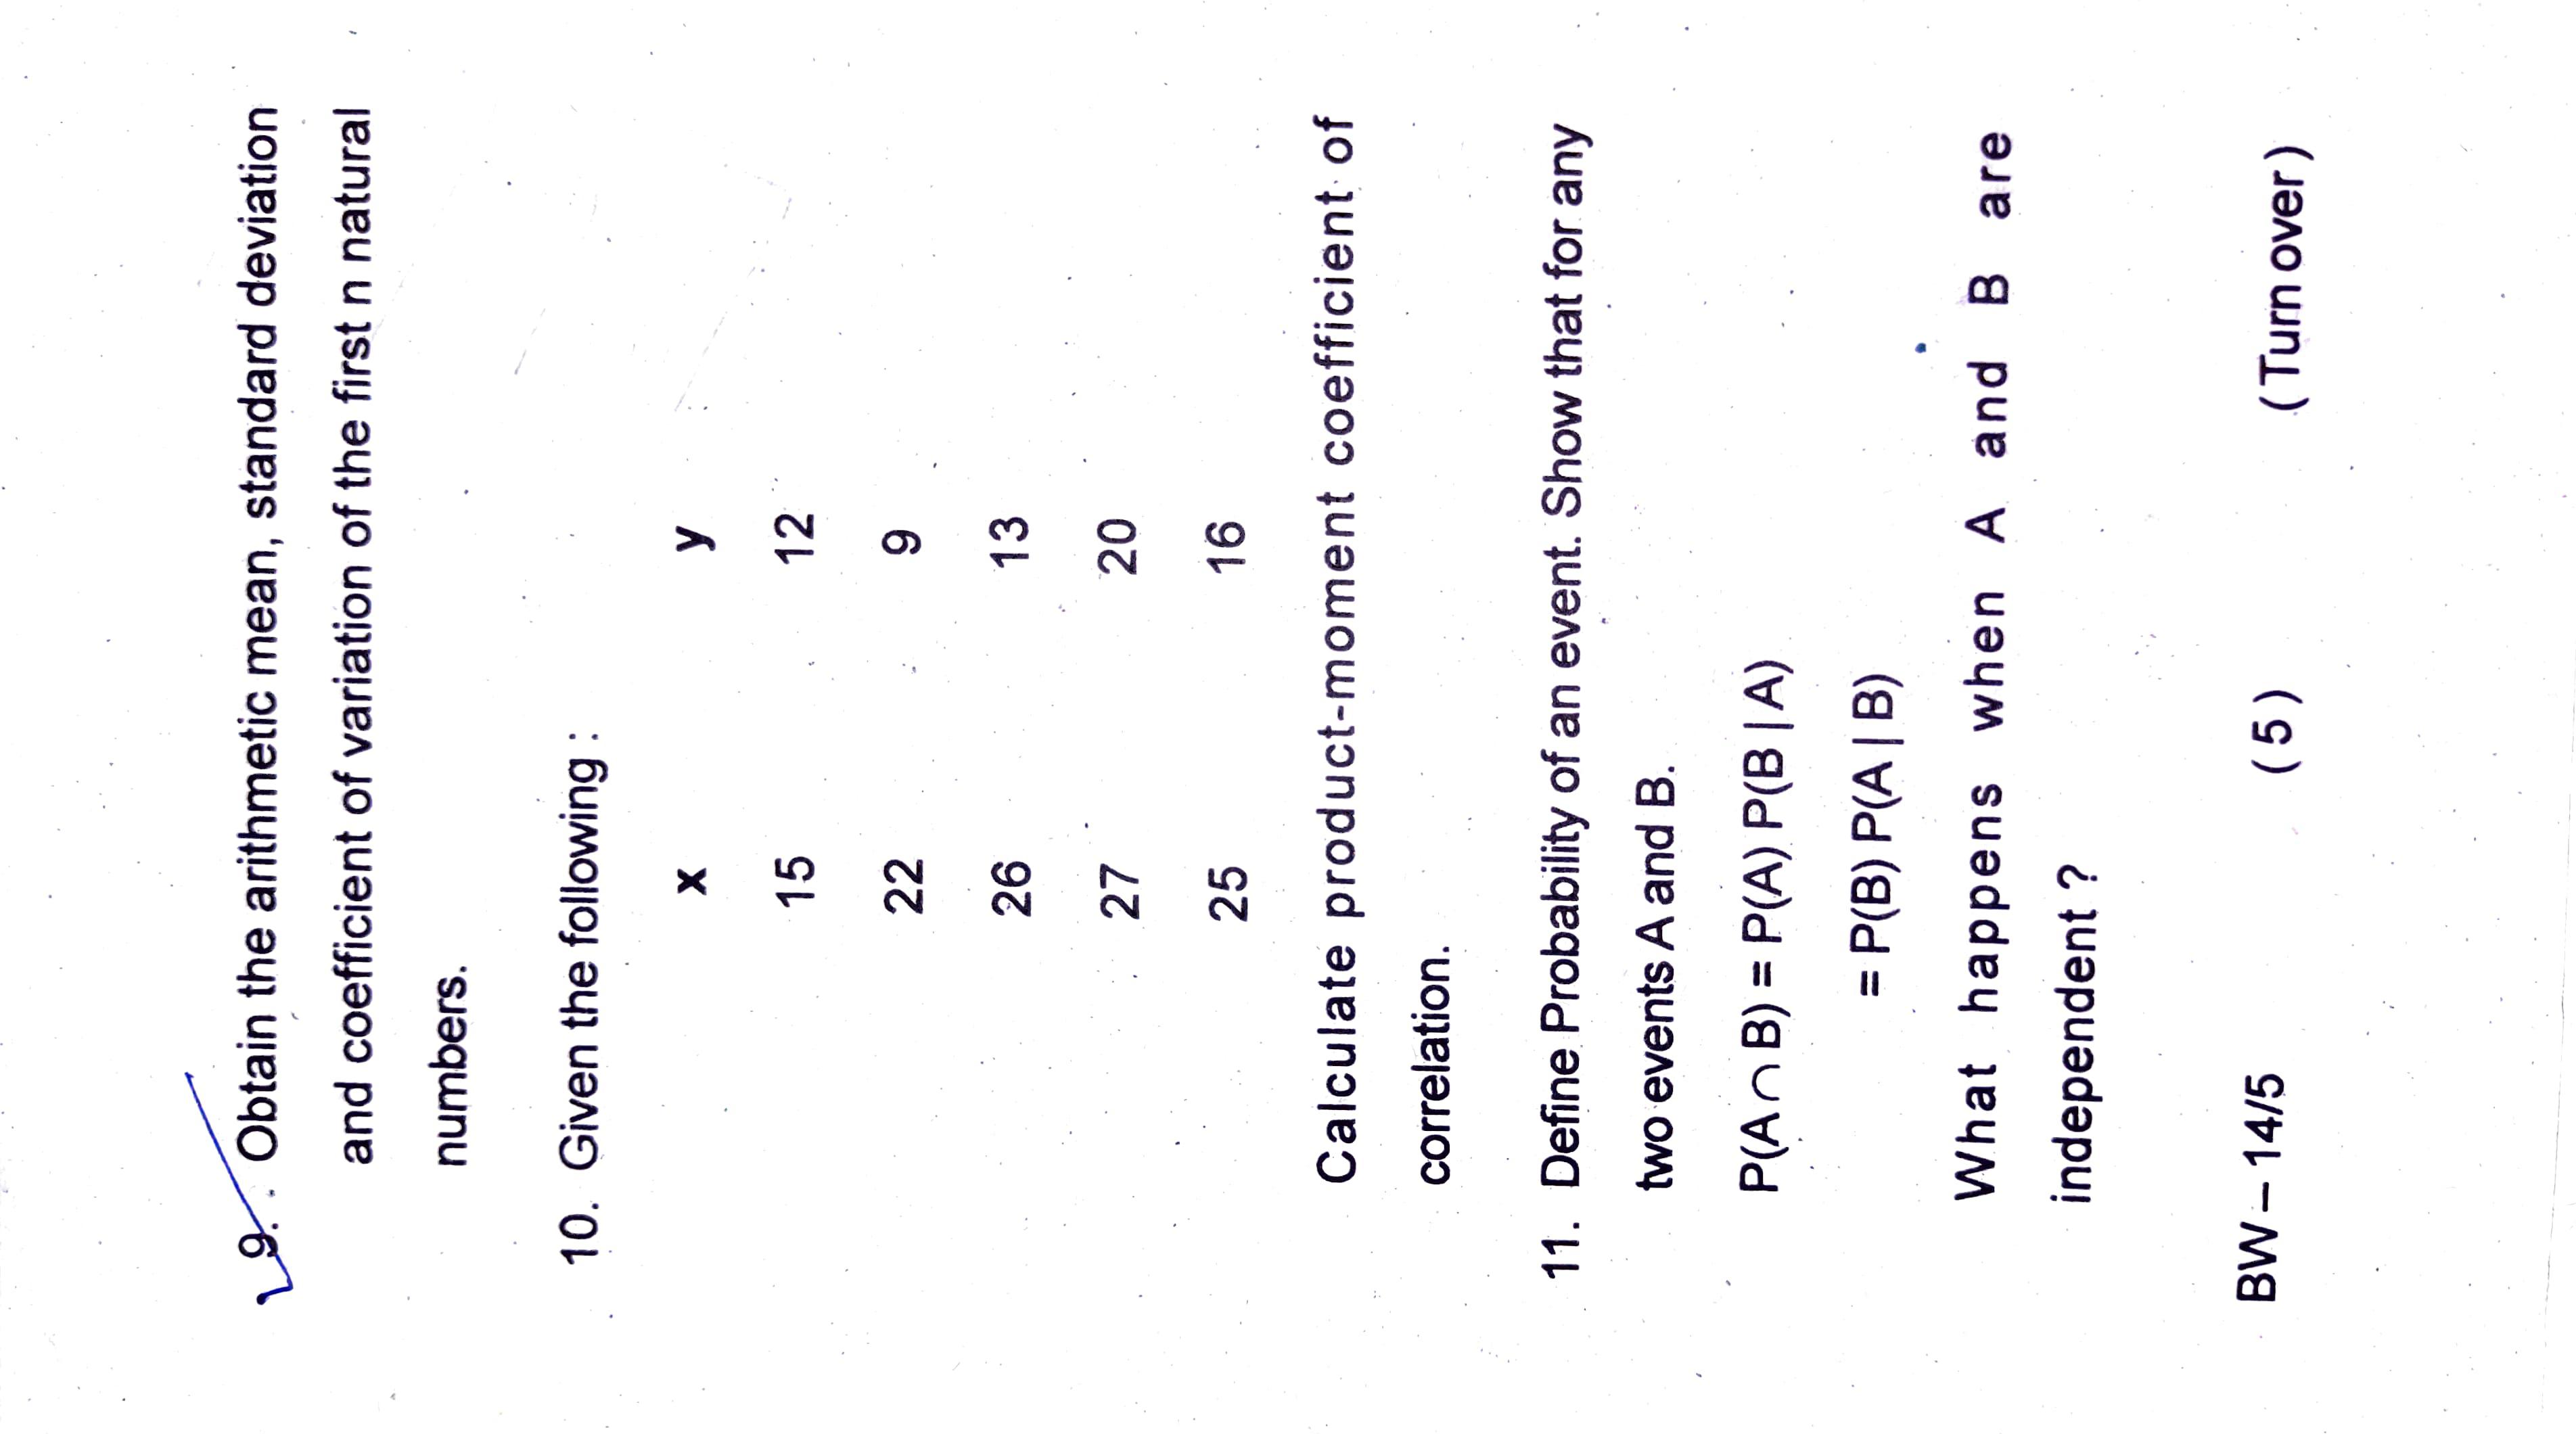 9. Obtain the arithmetic mean, standard deviation
and coefficient of variation of the first n natural
numbers.
10. Given the following :
x y
15 12
22 9
26 13
27 20
25 16
Calculate product-moment coefficient of
correlation.
11. Define Probability of an event. Show that for any
two events A and B.
P(A ∩ B) = P(A) P(B | A)
= P(B) P(A | B)
What happens when A and B are
independent ?
BW – 14/5 ( 5 ) ( Turn over )